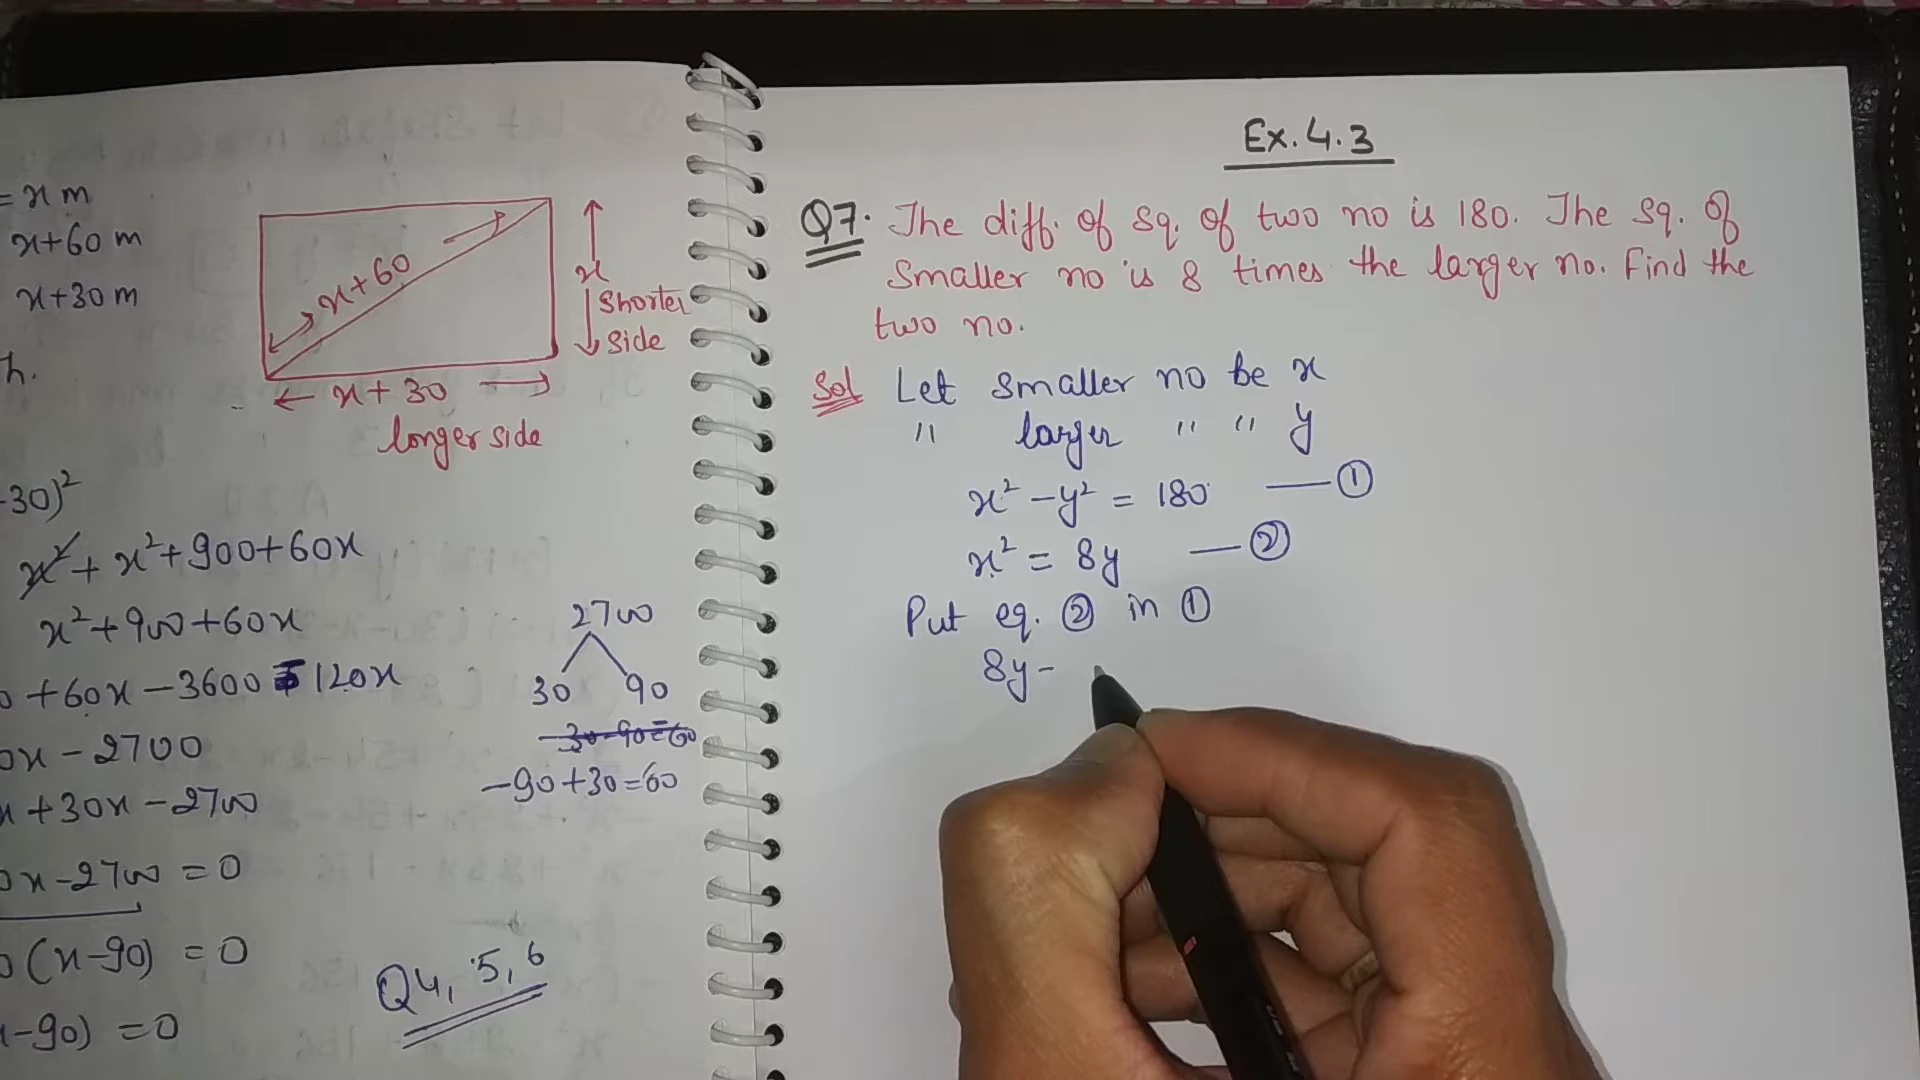 = x m
x+60 m
x+30 m
h.
x+60
x
Shorter
side
← x + 30 →
longer side
-30)²
x² + x²+900+60x
x²+900+60x
+60x-3600 - 120x
x - 2700
x +30x - 2700
x - 2700 = 0
(x-90) = 0
-90) = 0
2700
30 90
30-90=60
-90+30=60
Q4, 5, 6
Ex. 4.3
Q7. The diff. of sq. of two no is 180. The sq. of
smaller no is 8 times the larger no. Find the
two no.
Sol Let smaller no be x
" larger " " y
x² - y² = 180 — ①
x² = 8y — ②
Put eq. ② in ①
8y -